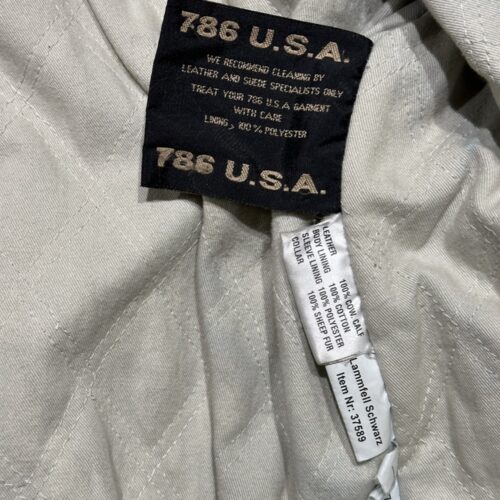 786 U.S.A.
WE RECOMMEND CLEANING BY
LEATHER AND SUEDE SPECIALISTS ONLY
TREAT YOUR 786 U.S.A GARMENT
WITH CARE
LINING > 100 % POLYESTER
786 U.S.A.
LEATHER 100% COW. CALF
BODY LINING 100% COTTON
SLEEVE LINING 100% POLYESTER
COLLAR 100% SHEEP FUR
Lammfell Schwarz
Item Nr: 37589